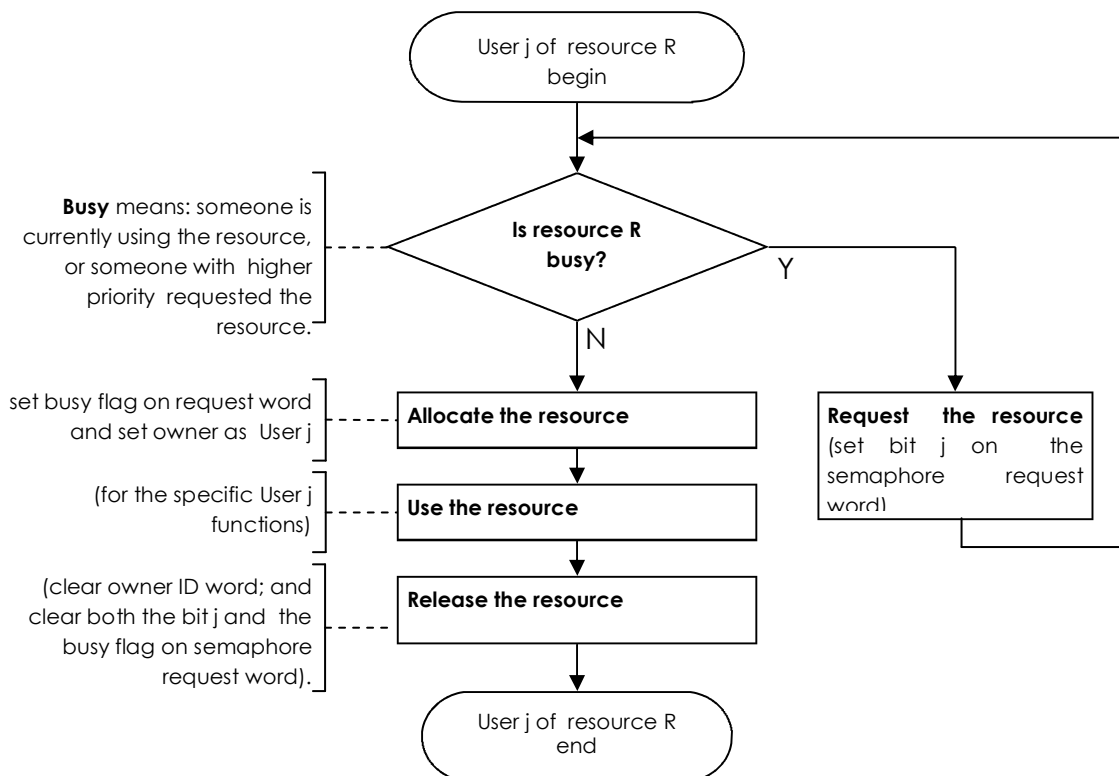 User j of resource R
begin
Busy means: someone is
currently using the resource,
or someone with higher
priority requested the
resource.
Is resource R
busy?
Y
N
set busy flag on request word
and set owner as User j
Allocate the resource
Request the resource
(set bit j on the
semaphore request
word)
(for the specific User j
functions)
Use the resource
(clear owner ID word; and
clear both the bit j and the
busy flag on semaphore
request word).
Release the resource
User j of resource R
end